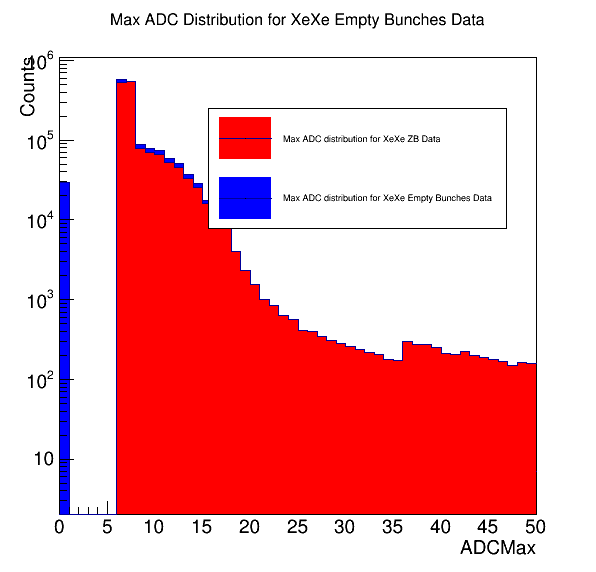 Max ADC Distribution for XeXe Empty Bunches Data
Counts
10^6
10^5
10^4
10^3
10^2
10
Max ADC distribution for XeXe ZB Data
Max ADC distribution for XeXe Empty Bunches Data
0 5 10 15 20 25 30 35 40 45 50
ADCMax